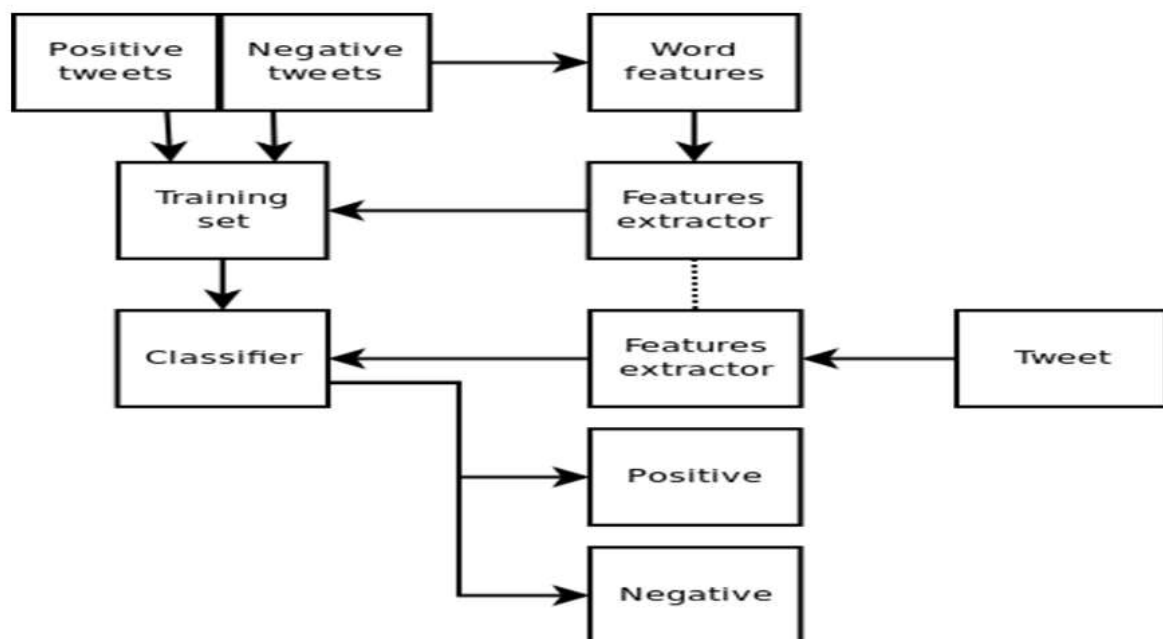 Positive
tweets
Negative
tweets
Word
features
Training
set
Features
extractor
Classifier
Features
extractor
Tweet
Positive
Negative